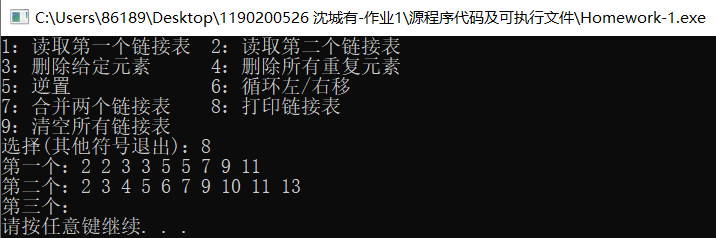 C:\Users\86189\Desktop\1190200526 沈城有-作业1\源程序代码及可执行文件\Homework-1.exe
1：读取第一个链接表  2：读取第二个链接表
3：删除给定元素      4：删除所有重复元素
5：逆置              6：循环左/右移
7：合并两个链接表    8：打印链接表
9：清空所有链接表
选择(其他符号退出)：8
第一个：2 2 3 3 5 5 7 9 11
第二个：2 3 4 5 6 7 9 10 11 13
第三个：
请按任意键继续. . .